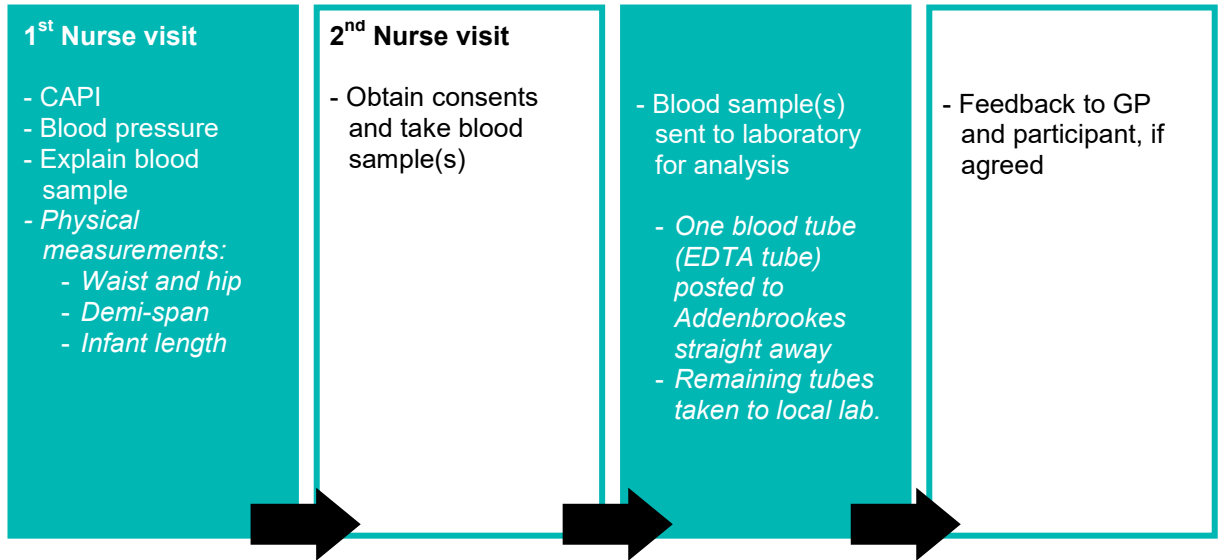 1st Nurse visit
- CAPI
- Blood pressure
- Explain blood
sample
- Physical
measurements:
- Waist and hip
- Demi-span
- Infant length
2nd Nurse visit
- Obtain consents
and take blood
sample(s)
- Blood sample(s)
sent to laboratory
for analysis
- One blood tube
(EDTA tube)
posted to
Addenbrookes
straight away
- Remaining tubes
taken to local lab.
- Feedback to GP
and participant, if
agreed